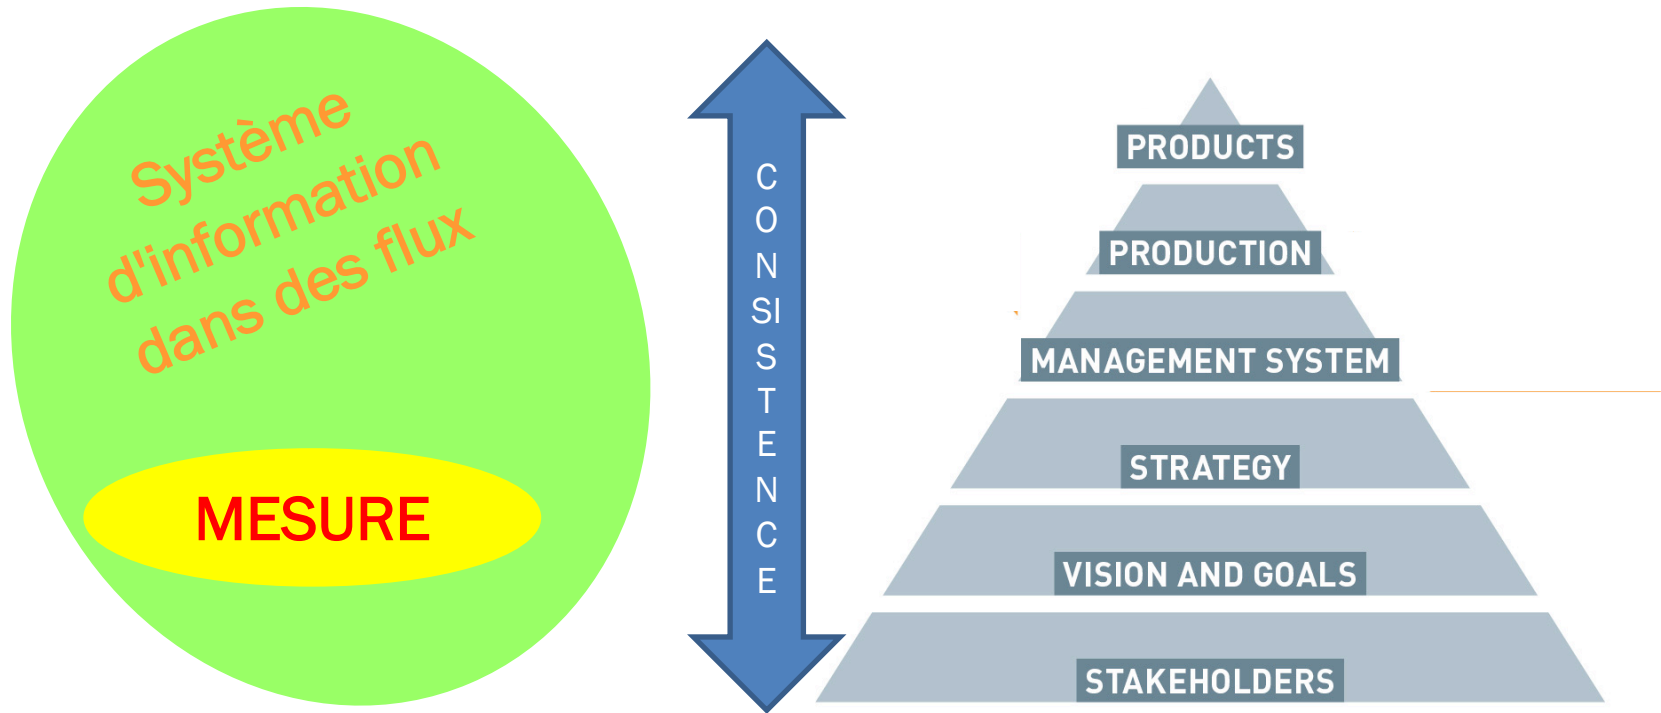 Système
d'information
dans des flux
MESURE
C
O
N
SI
S
T
E
N
C
E
PRODUCTS
PRODUCTION
MANAGEMENT SYSTEM
STRATEGY
VISION AND GOALS
STAKEHOLDERS